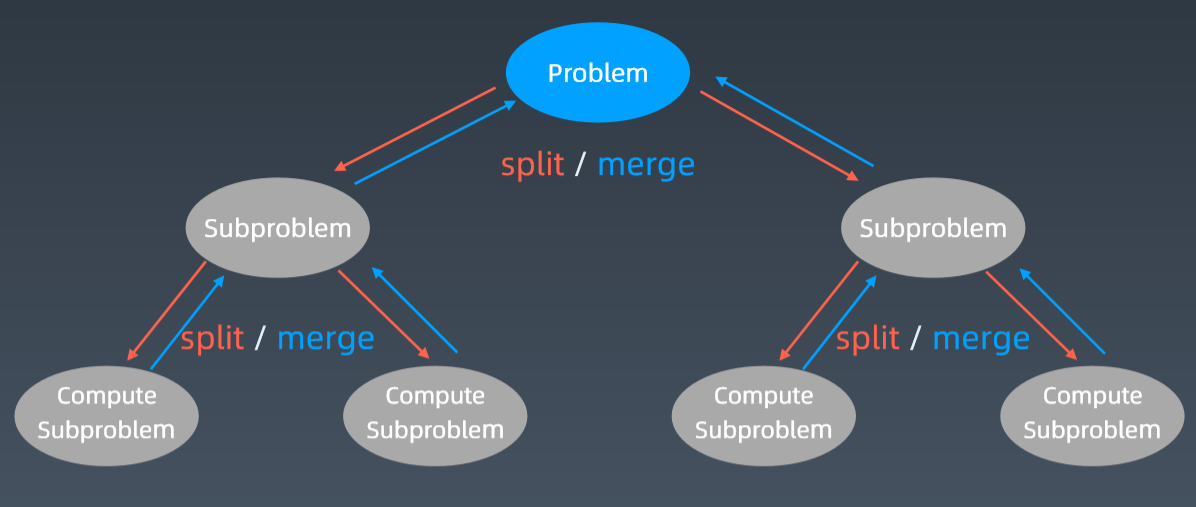 Problem
split / merge
Subproblem
Subproblem
split / merge
split / merge
Compute
Subproblem
Compute
Subproblem
Compute
Subproblem
Compute
Subproblem